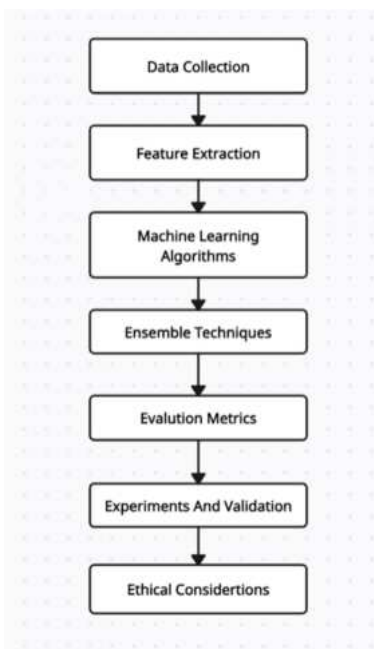 Data Collection
Feature Extraction
Machine Learning
Algorithms
Ensemble Techniques
Evalution Metrics
Experiments And Validation
Ethical Considertions